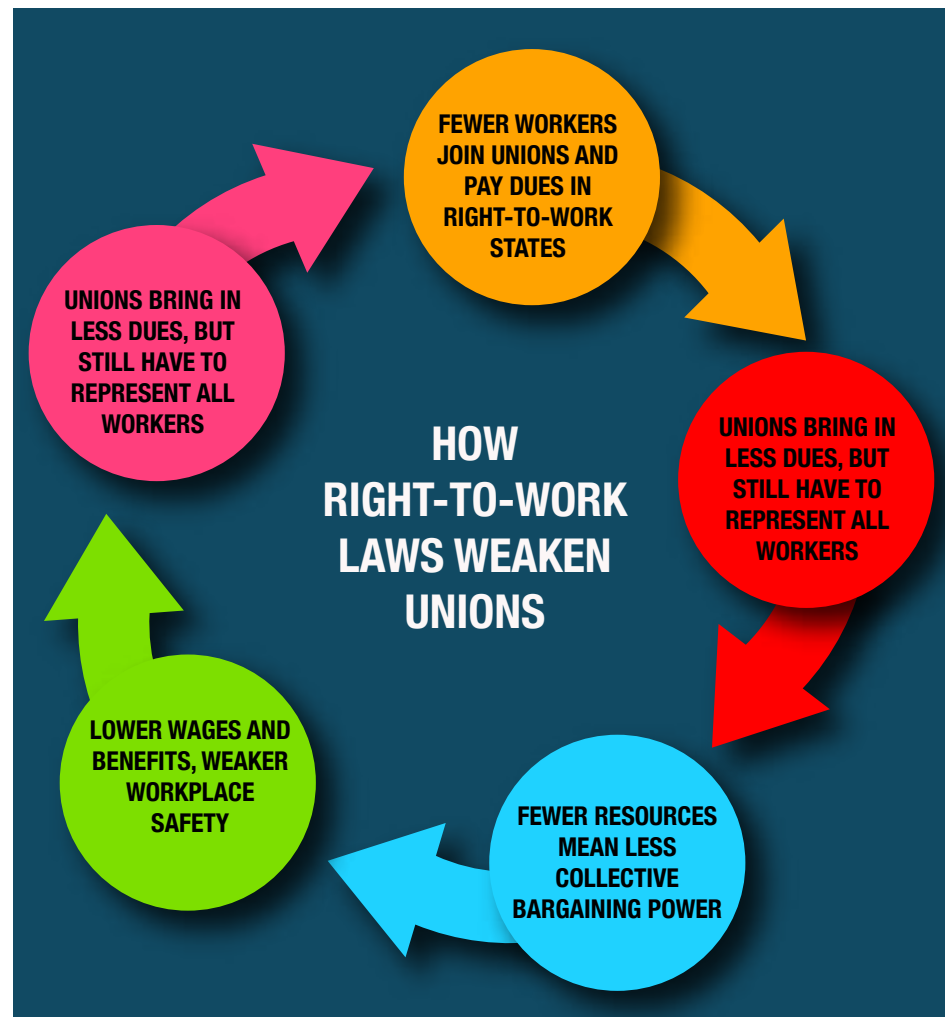 HOW
RIGHT-TO-WORK
LAWS WEAKEN
UNIONS
FEWER WORKERS
JOIN UNIONS AND
PAY DUES IN
RIGHT-TO-WORK
STATES
UNIONS BRING IN
LESS DUES, BUT
STILL HAVE TO
REPRESENT ALL
WORKERS
FEWER RESOURCES
MEAN LESS
COLLECTIVE
BARGAINING POWER
LOWER WAGES AND
BENEFITS, WEAKER
WORKPLACE
SAFETY
UNIONS BRING IN
LESS DUES, BUT
STILL HAVE TO
REPRESENT ALL
WORKERS